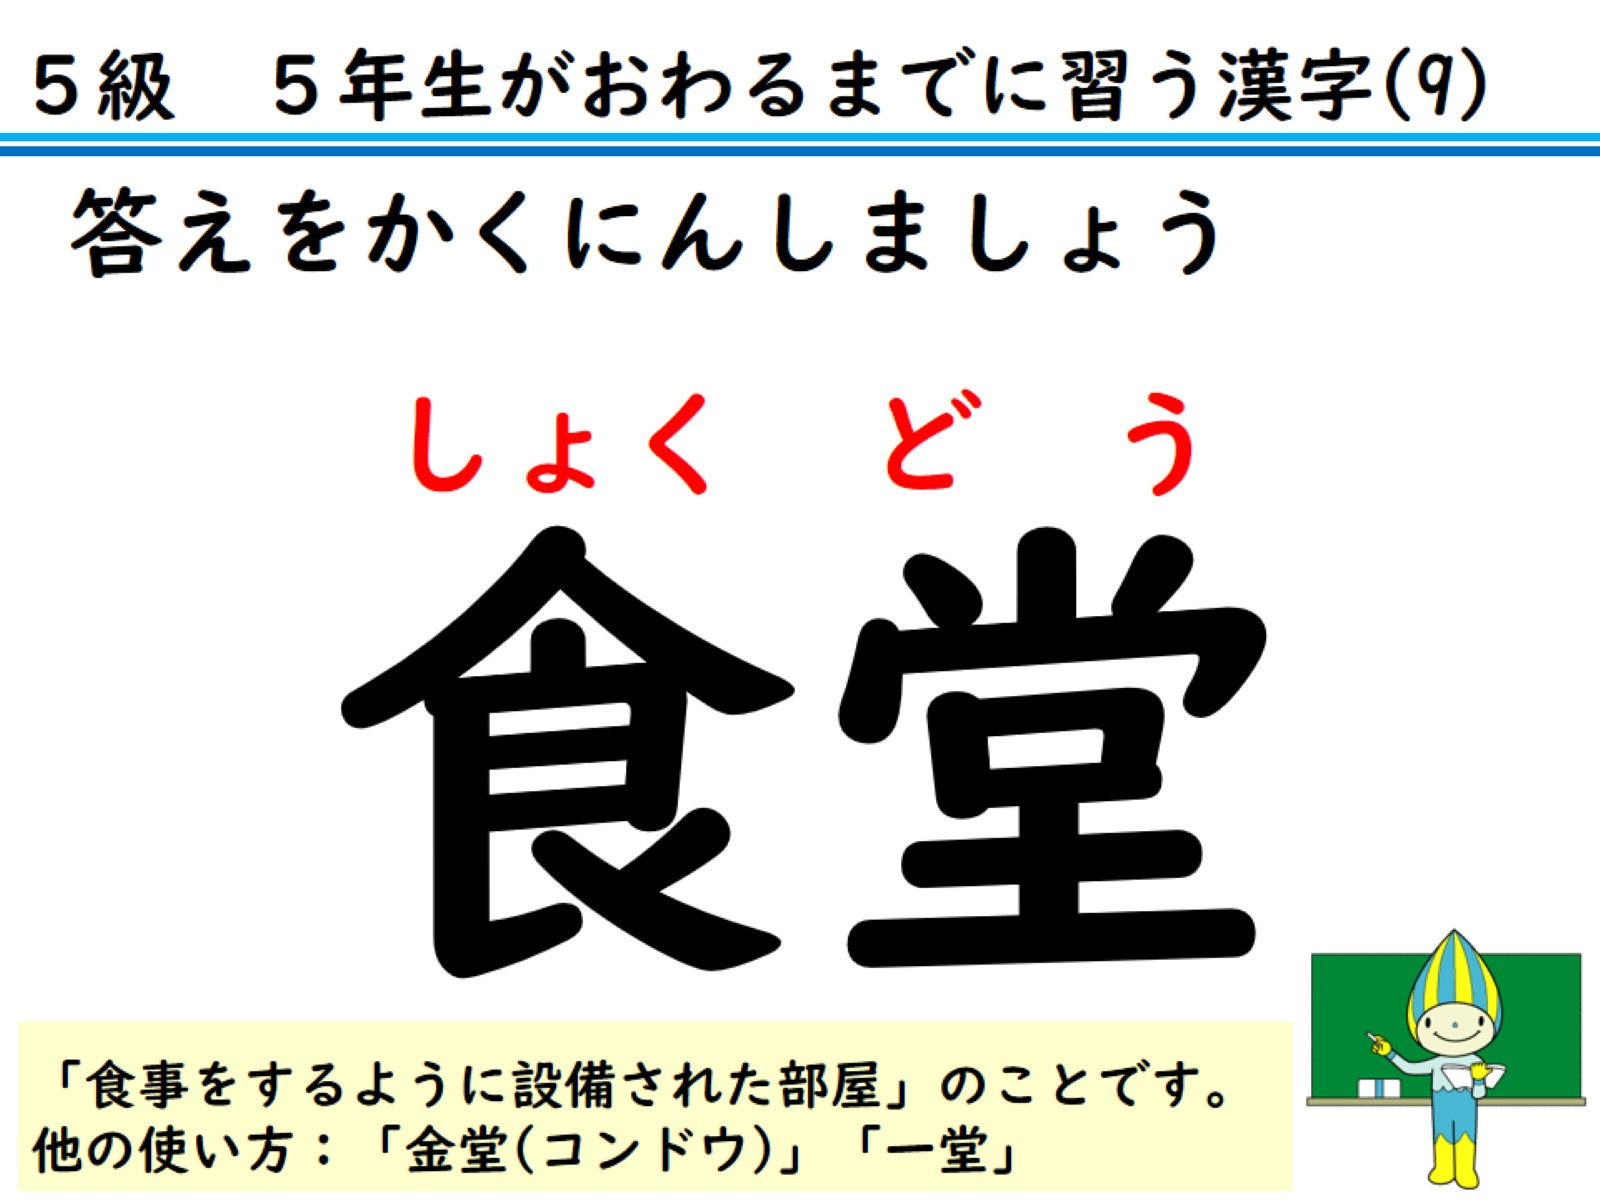 ５級　５年生がおわるまでに習う漢字(9)
答えをかくにんしましょう
しょく　ど　う
食堂
「食事をするように設備された部屋」のことです。
他の使い方：「金堂(コンドウ)」「一堂」